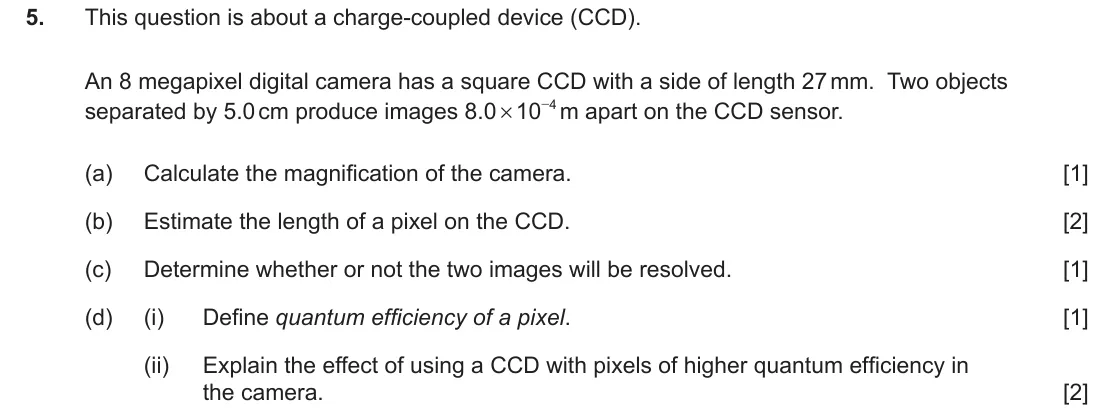 5. This question is about a charge-coupled device (CCD).
An 8 megapixel digital camera has a square CCD with a side of length 27 mm. Two objects
separated by 5.0 cm produce images 8.0 × 10⁻⁴ m apart on the CCD sensor.
(a) Calculate the magnification of the camera. [1]
(b) Estimate the length of a pixel on the CCD. [2]
(c) Determine whether or not the two images will be resolved. [1]
(d) (i) Define quantum efficiency of a pixel. [1]
(ii) Explain the effect of using a CCD with pixels of higher quantum efficiency in
the camera. [2]